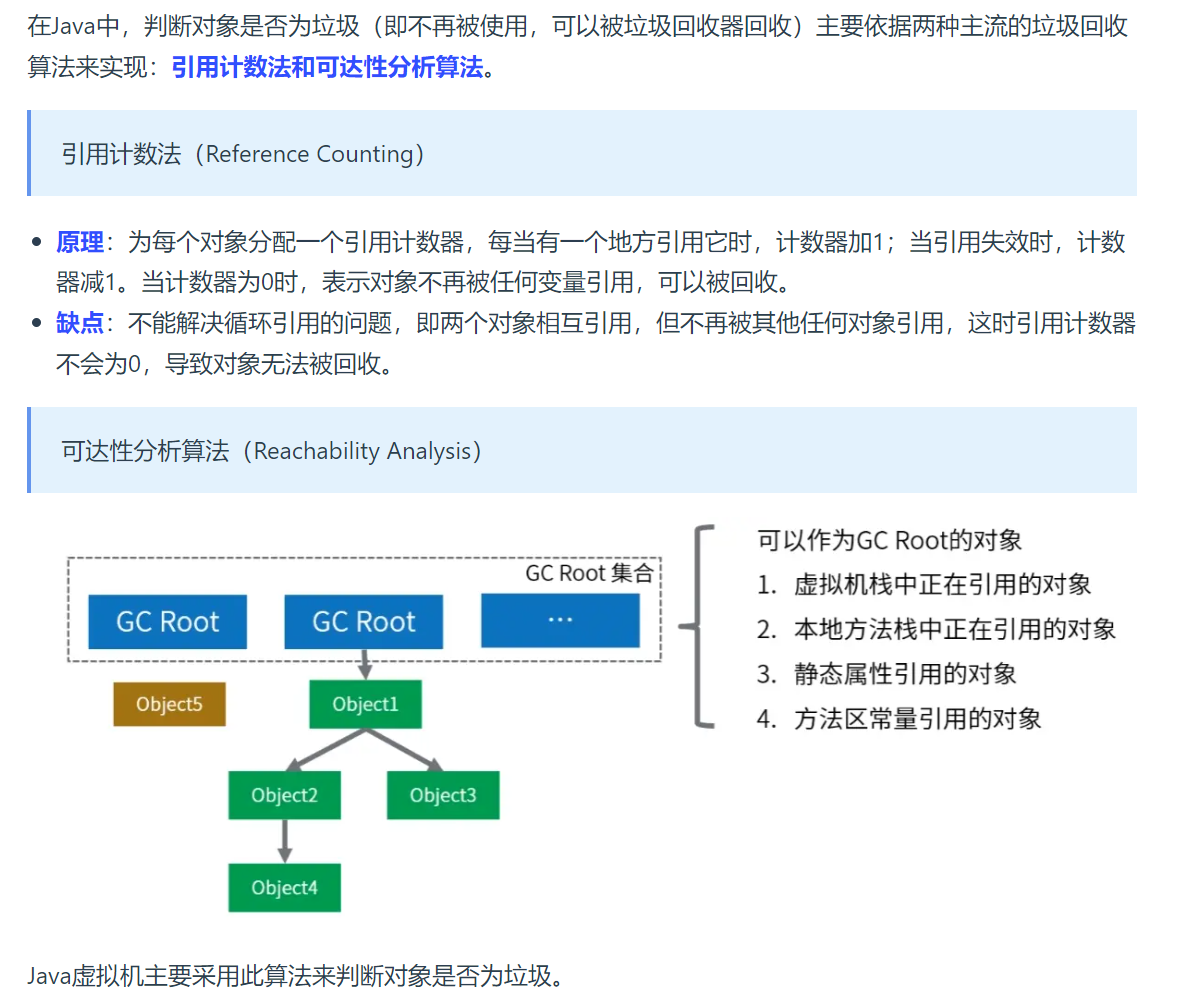 在Java中，判断对象是否为垃圾（即不再被使用，可以被垃圾回收器回收）主要依据两种主流的垃圾回收
算法来实现：引用计数法和可达性分析算法。
引用计数法（Reference Counting）
原理：为每个对象分配一个引用计数器，每当有一个地方引用它时，计数器加1；当引用失效时，计数
器减1。当计数器为0时，表示对象不再被任何变量引用，可以被回收。
缺点：不能解决循环引用的问题，即两个对象相互引用，但不再被其他任何对象引用，这时引用计数器
不会为0，导致对象无法被回收。
可达性分析算法（Reachability Analysis）
GC Root 集合
GC Root
GC Root
...
Object5
Object1
Object2
Object3
Object4
可以作为GC Root的对象
1. 虚拟机栈中正在引用的对象
2. 本地方法栈中正在引用的对象
3. 静态属性引用的对象
4. 方法区常量引用的对象
Java虚拟机主要采用此算法来判断对象是否为垃圾。